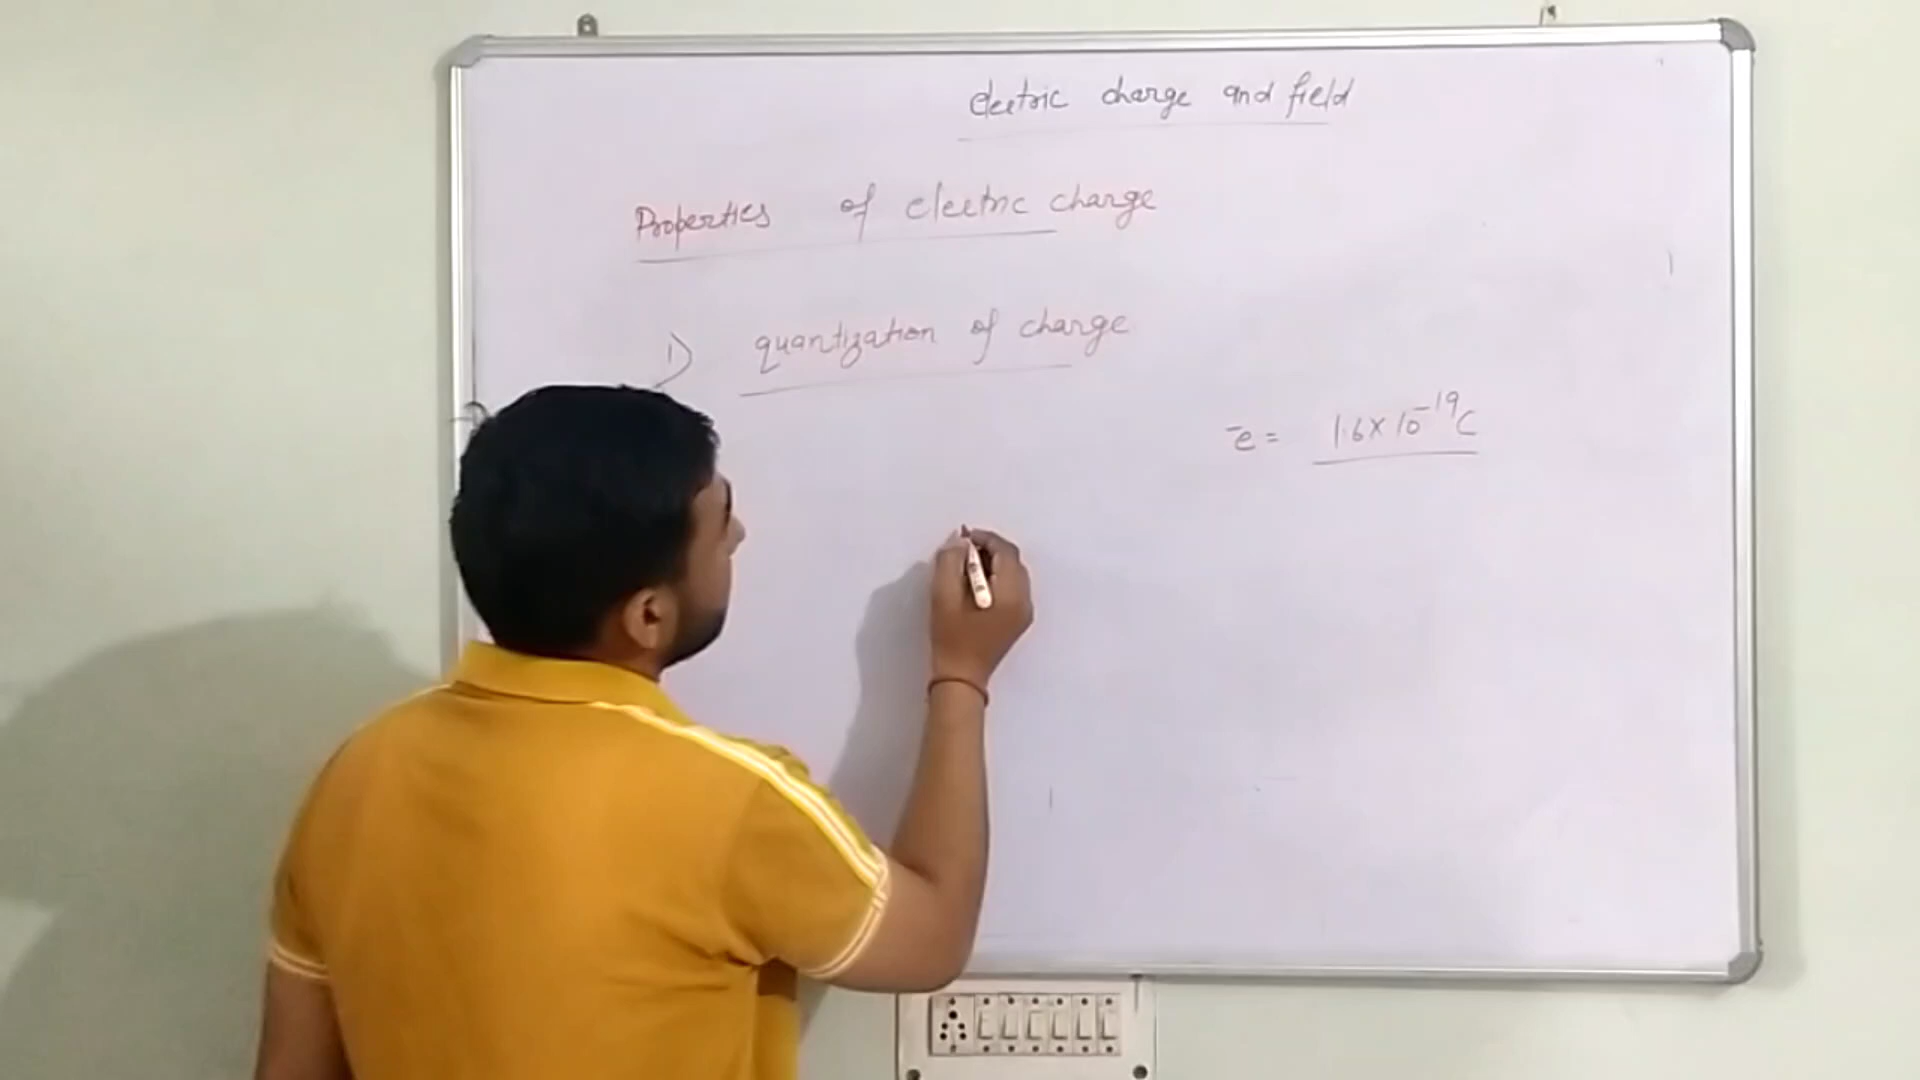 electric charge and field
Properties of electric charge
1) quantization of charge
-e = 1.6 x 10^-19 C